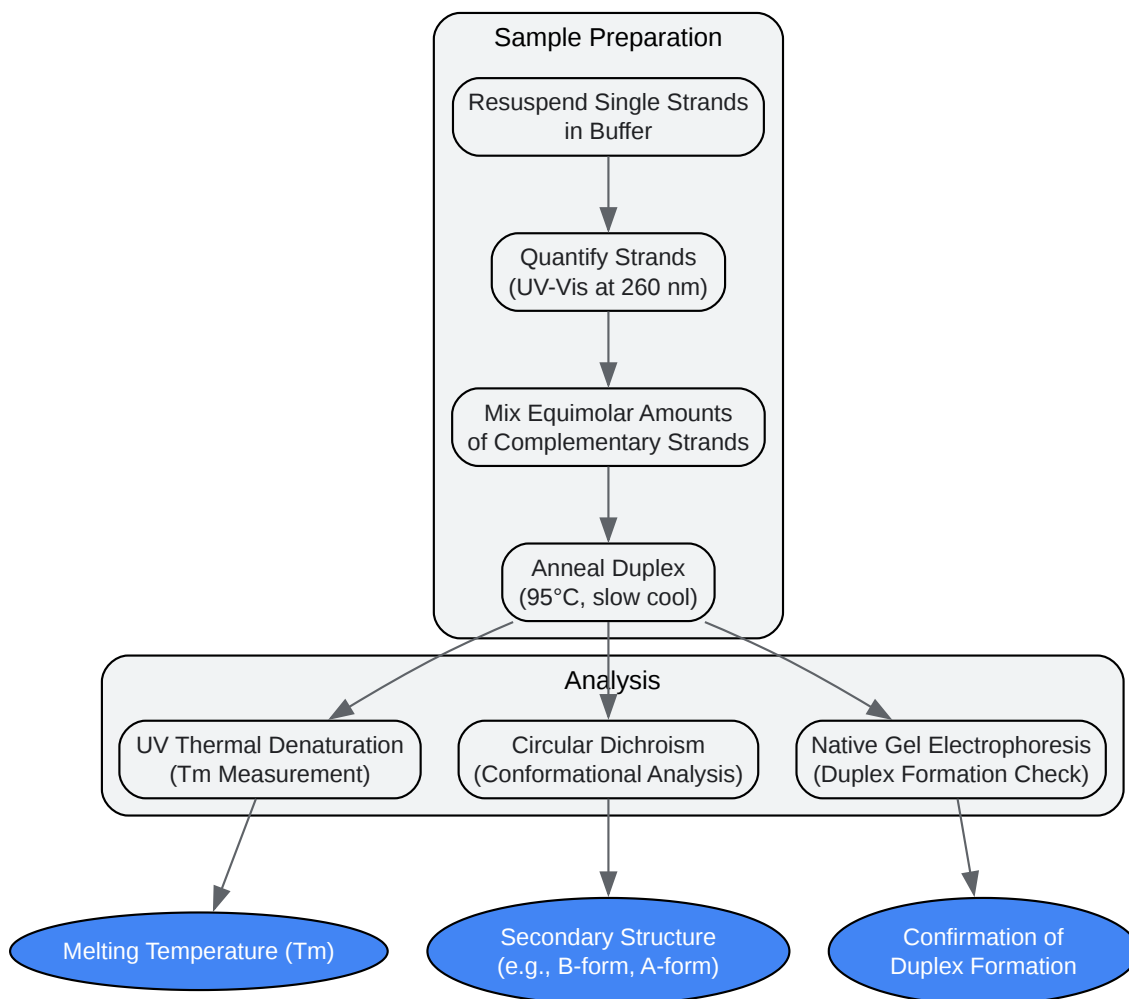 Sample Preparation
Resuspend Single Strands
in Buffer
Quantify Strands
(UV-Vis at 260 nm)
Mix Equimolar Amounts
of Complementary Strands
Anneal Duplex
(95°C, slow cool)
Analysis
UV Thermal Denaturation
(Tm Measurement)
Circular Dichroism
(Conformational Analysis)
Native Gel Electrophoresis
(Duplex Formation Check)
Melting Temperature (Tm)
Secondary Structure
(e.g., B-form, A-form)
Confirmation of
Duplex Formation